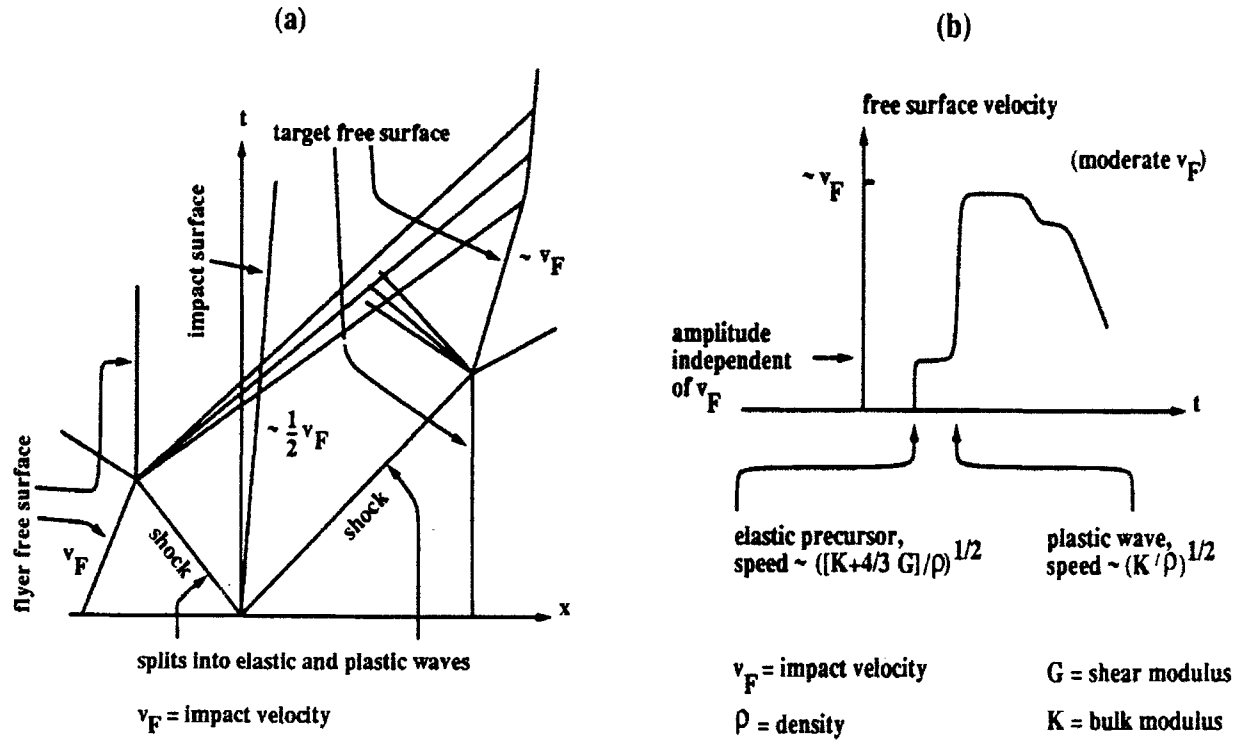 (a)
t
target free surface
impact surface
~ v_F
~ 1/2 v_F
flyer free surface
v_F
shock
shock
x
splits into elastic and plastic waves
v_F = impact velocity
(b)
free surface velocity
~ v_F
(moderate v_F)
amplitude
independent
of v_F
t
elastic precursor,
speed ~ ([K+4/3 G]/ρ)^1/2
plastic wave,
speed ~ (K/ρ)^1/2
v_F = impact velocity
G = shear modulus
ρ = density
K = bulk modulus